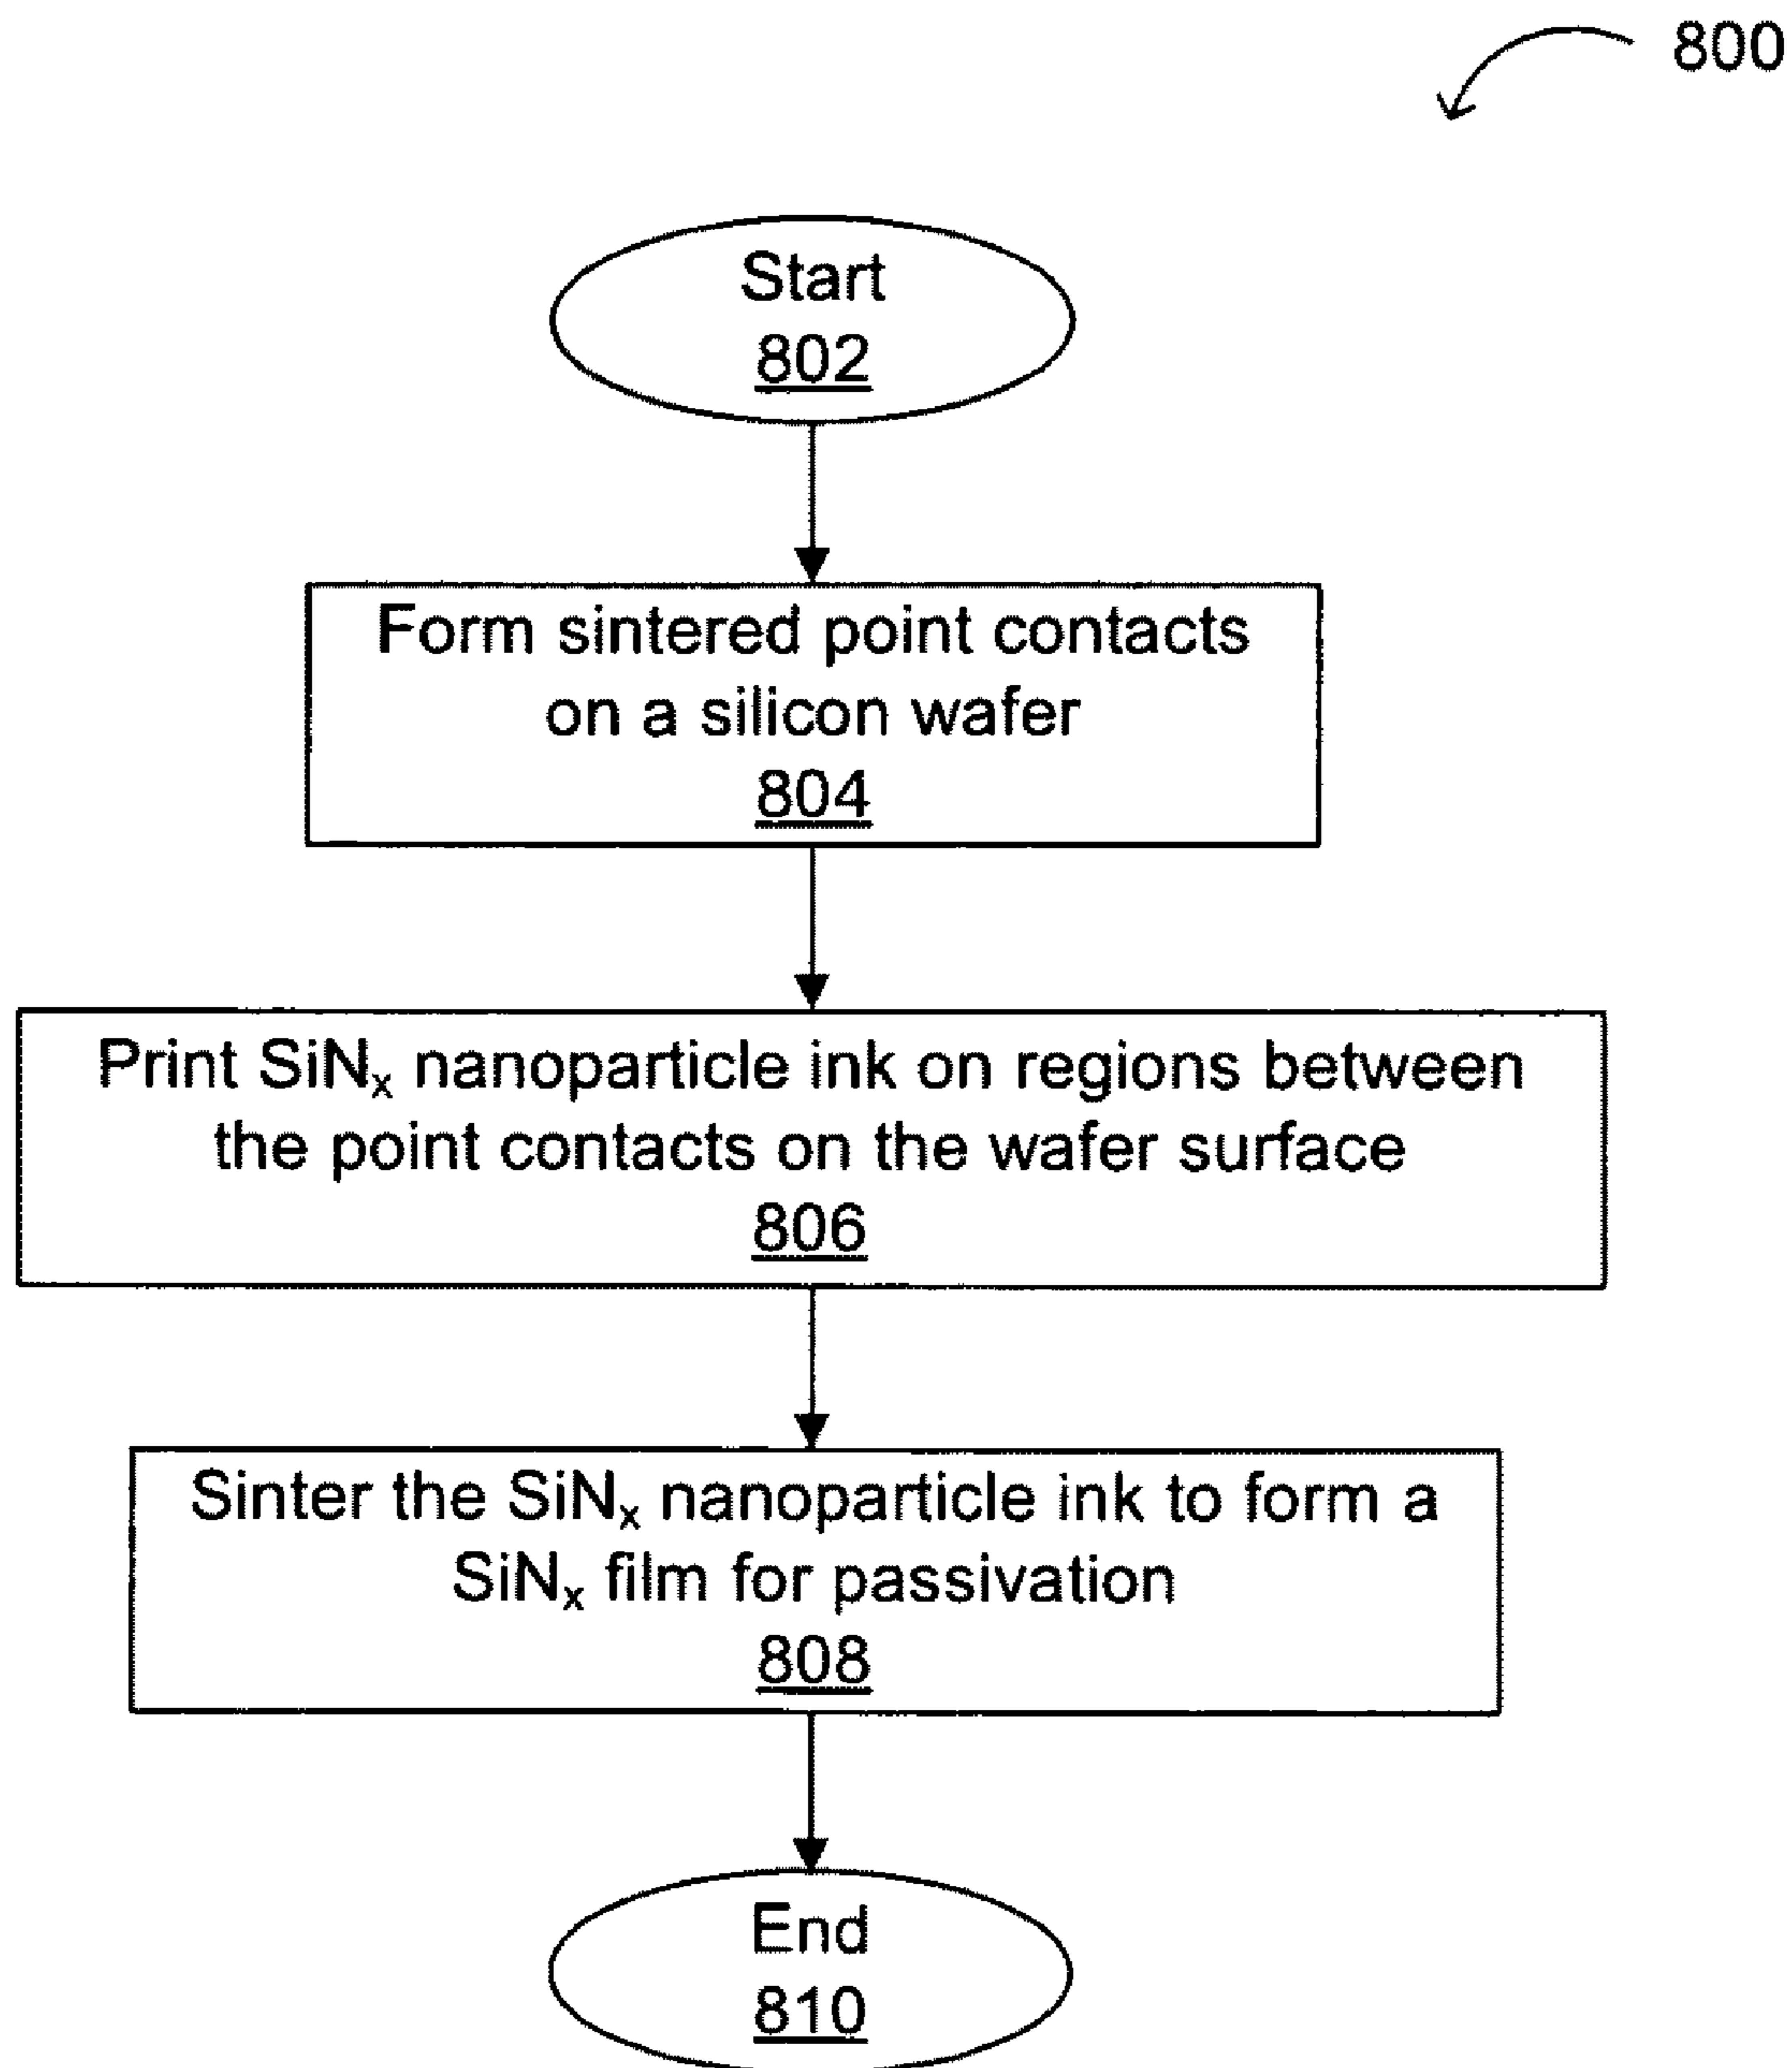 800
Start
802
Form sintered point contacts
on a silicon wafer
804
Print SiNₓ nanoparticle ink on regions between
the point contacts on the wafer surface
806
Sinter the SiNₓ nanoparticle ink to form a
SiNₓ film for passivation
808
End
810